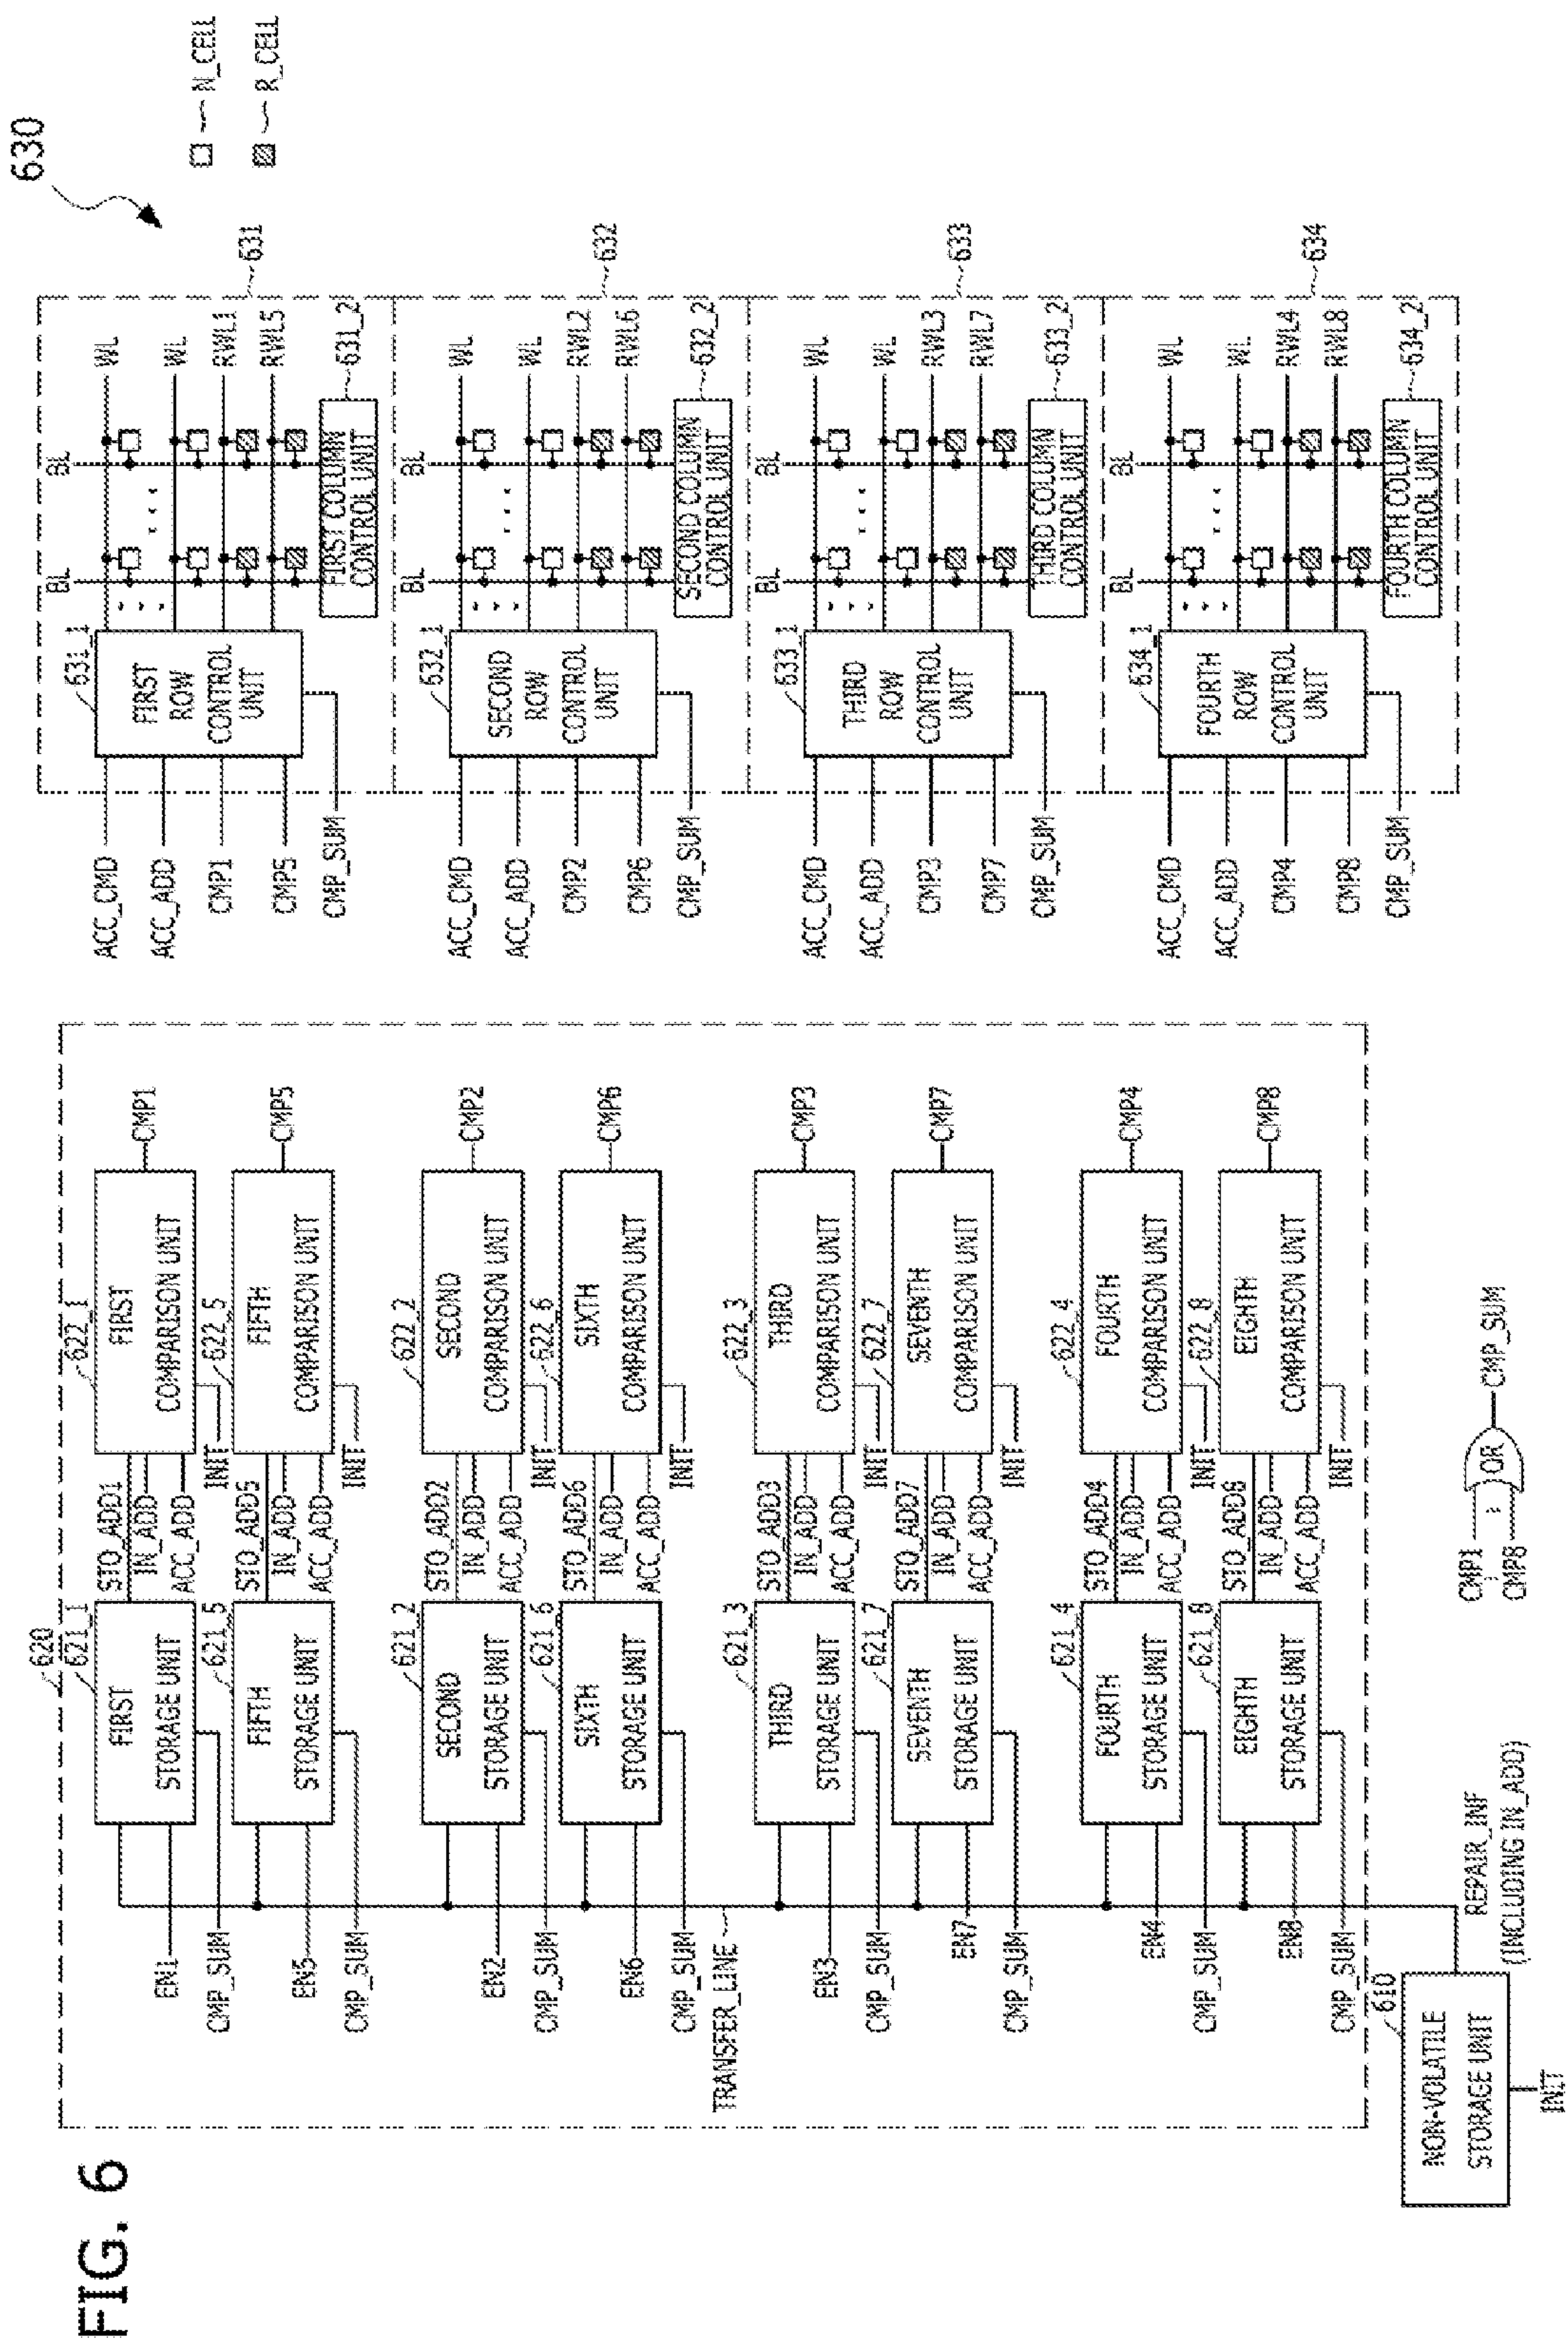 FIG. 6
620
621_1
FIRST
STORAGE UNIT
EN1
CMP_SUM
STO_ADD1
IN_ADD
ACC_ADD
622_1
FIRST
COMPARISON UNIT
INIT
CMP1
621_5
FIFTH
STORAGE UNIT
EN5
CMP_SUM
STO_ADD5
IN_ADD
ACC_ADD
622_5
FIFTH
COMPARISON UNIT
INIT
CMP5
621_2
SECOND
STORAGE UNIT
EN2
CMP_SUM
STO_ADD2
IN_ADD
ACC_ADD
622_2
SECOND
COMPARISON UNIT
INIT
CMP2
621_6
SIXTH
STORAGE UNIT
EN6
CMP_SUM
STO_ADD6
IN_ADD
ACC_ADD
622_6
SIXTH
COMPARISON UNIT
INIT
CMP6
TRANSFER_LINE
621_3
THIRD
STORAGE UNIT
EN3
CMP_SUM
STO_ADD3
IN_ADD
ACC_ADD
622_3
THIRD
COMPARISON UNIT
INIT
CMP3
621_7
SEVENTH
STORAGE UNIT
EN7
CMP_SUM
STO_ADD7
IN_ADD
ACC_ADD
622_7
SEVENTH
COMPARISON UNIT
INIT
CMP7
621_4
FOURTH
STORAGE UNIT
EN4
CMP_SUM
STO_ADD4
IN_ADD
ACC_ADD
622_4
FOURTH
COMPARISON UNIT
INIT
CMP4
621_8
EIGHTH
STORAGE UNIT
EN8
CMP_SUM
STO_ADD8
IN_ADD
ACC_ADD
622_8
EIGHTH
COMPARISON UNIT
INIT
CMP8
610
NON-VOLATILE
STORAGE UNIT
INIT
REPAIR_INF
(INCLUDING IN_ADD)
CMP1
CMP8
OR
CMP_SUM
630
N_CELL
R_CELL
631
ACC_CMD
ACC_ADD
CMP1
CMP5
CMP_SUM
631_1
FIRST
ROW
CONTROL
UNIT
BL
BL
WL
WL
RWL1
RWL5
631_2
FIRST COLUMN
CONTROL UNIT
632
ACC_CMD
ACC_ADD
CMP2
CMP6
CMP_SUM
632_1
SECOND
ROW
CONTROL
UNIT
BL
BL
WL
WL
RWL2
RWL6
632_2
SECOND COLUMN
CONTROL UNIT
633
ACC_CMD
ACC_ADD
CMP3
CMP7
CMP_SUM
633_1
THIRD
ROW
CONTROL
UNIT
BL
BL
WL
WL
RWL3
RWL7
633_2
THIRD COLUMN
CONTROL UNIT
634
ACC_CMD
ACC_ADD
CMP4
CMP8
CMP_SUM
634_1
FOURTH
ROW
CONTROL
UNIT
BL
BL
WL
WL
RWL4
RWL8
634_2
FOURTH COLUMN
CONTROL UNIT